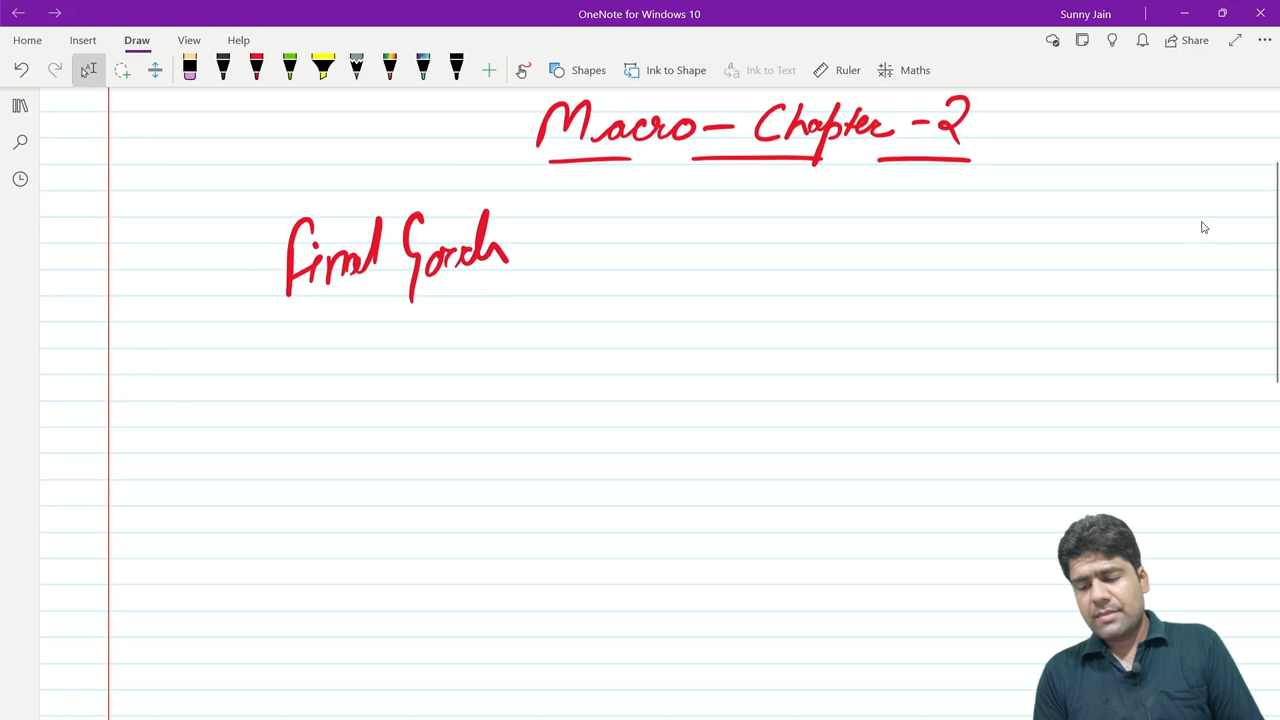 OneNote for Windows 10
Sunny Jain
Home Insert Draw View Help
Share
Shapes Ink to Shape Ink to Text Ruler Maths
Macro - Chapter - 2
Final Goods